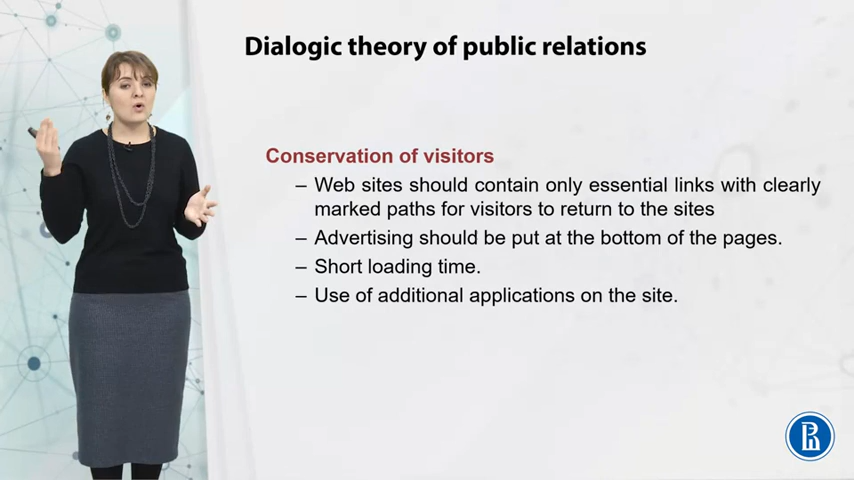 Dialogic theory of public relations
Conservation of visitors
– Web sites should contain only essential links with clearly
marked paths for visitors to return to the sites
– Advertising should be put at the bottom of the pages.
– Short loading time.
– Use of additional applications on the site.